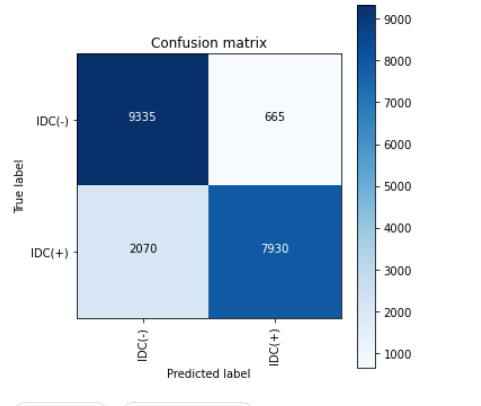 Confusion matrix
9335 665
2070 7930
True label
IDC(-)
IDC(+)
IDC(-) IDC(+)
Predicted label
9000
8000
7000
6000
5000
4000
3000
2000
1000